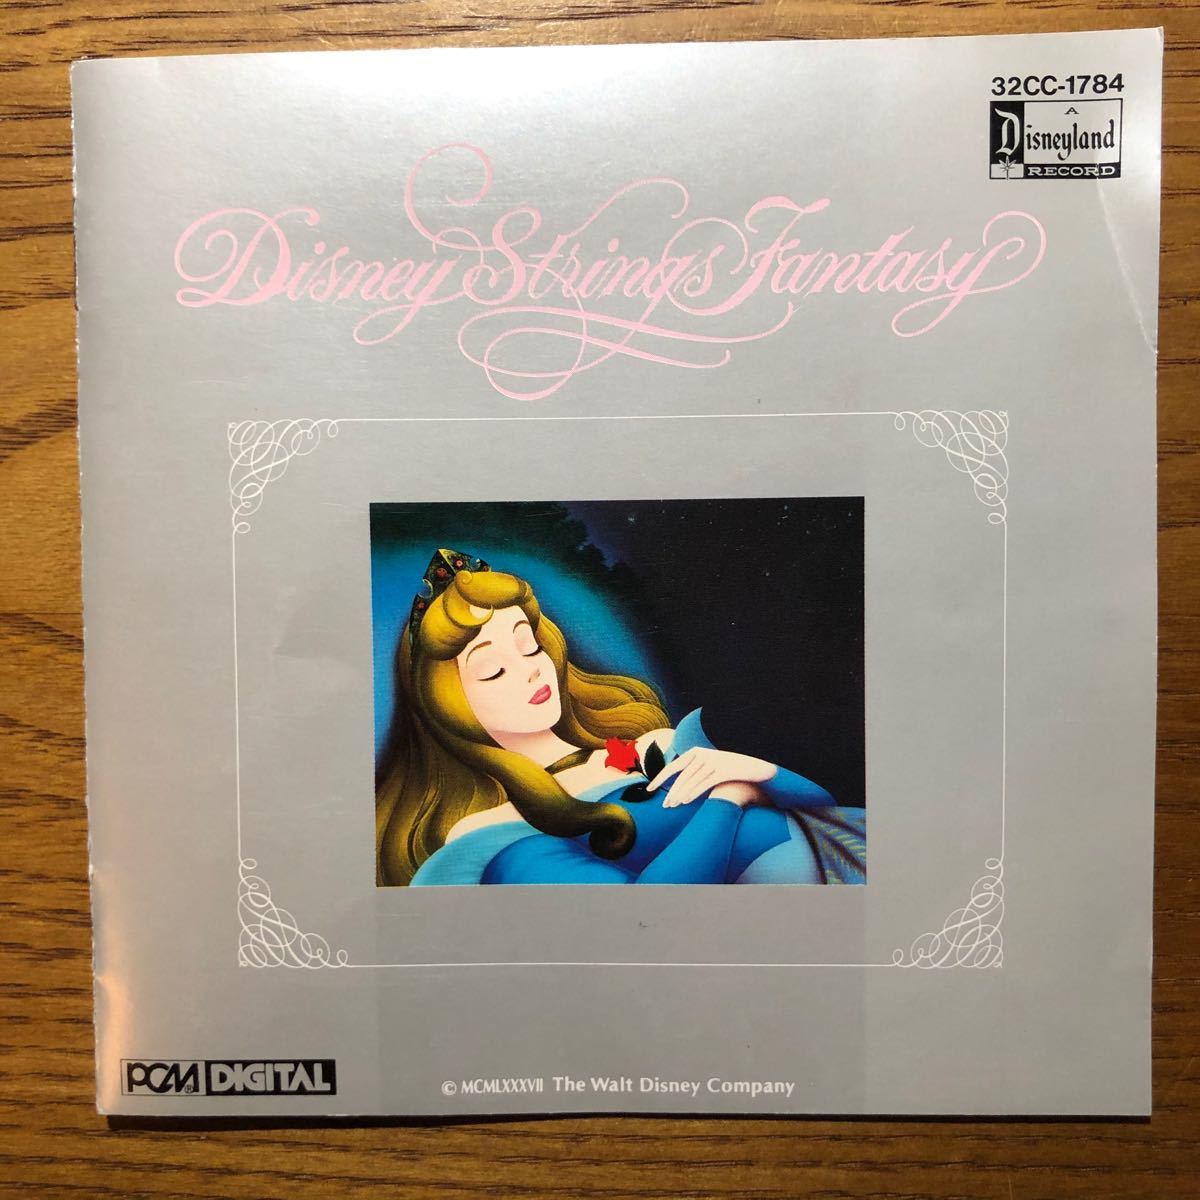 32CC-1784
A
Disneyland
RECORD
Disney Strings Fantasy
PCM® DIGITAL
© MCMLXXXVII The Walt Disney Company